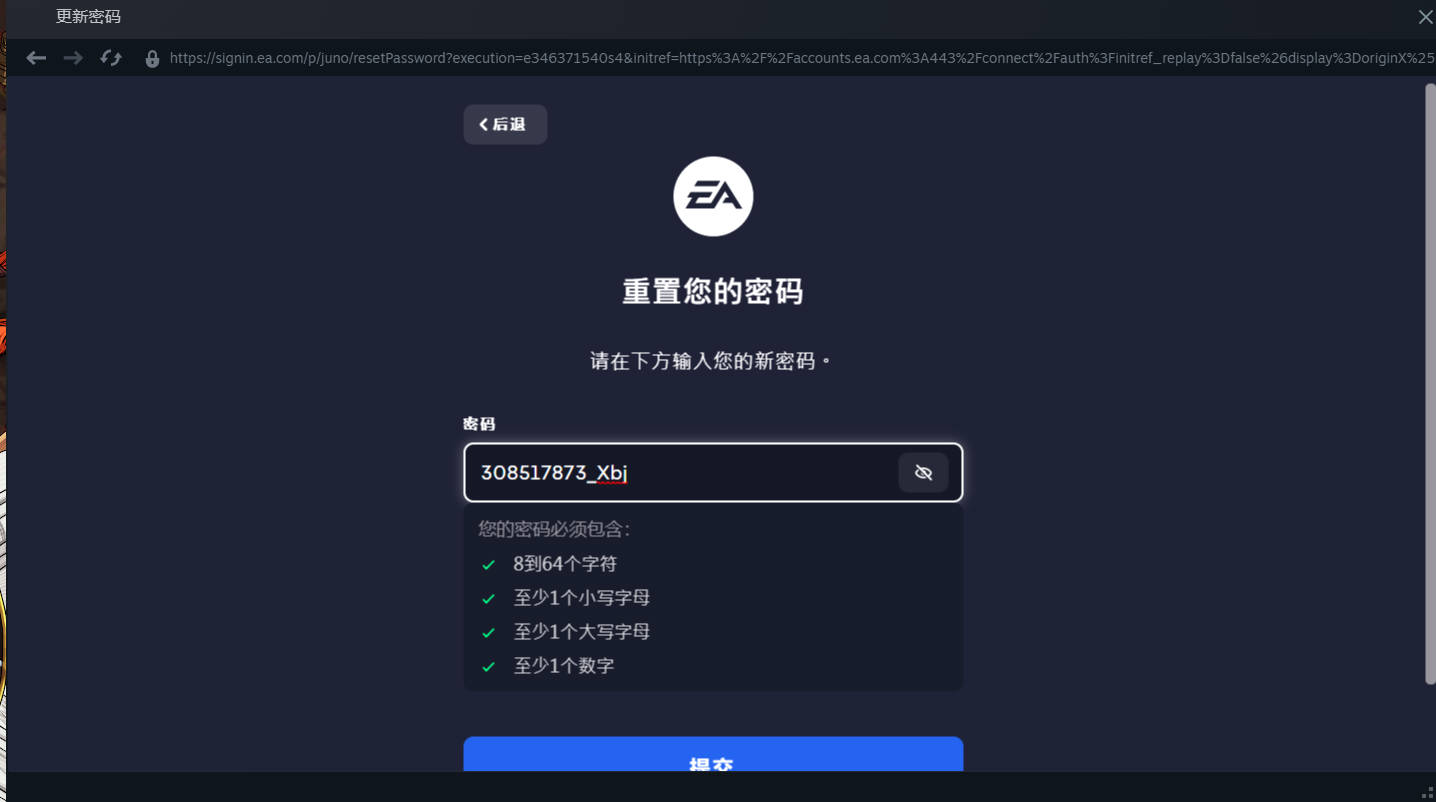 更新密码
https://signin.ea.com/p/juno/resetPassword?execution=e346371540s4&initref=https%3A%2F%2Faccounts.ea.com%3A443%2Fconnect%2Fauth%3Finitref_replay%3Dfalse%26display%3DoriginX%25
后退
EA
重置您的密码
请在下方输入您的新密码。
密码
308517873_Xbj
您的密码必须包含:
8到64个字符
至少1个小写字母
至少1个大写字母
至少1个数字
提交